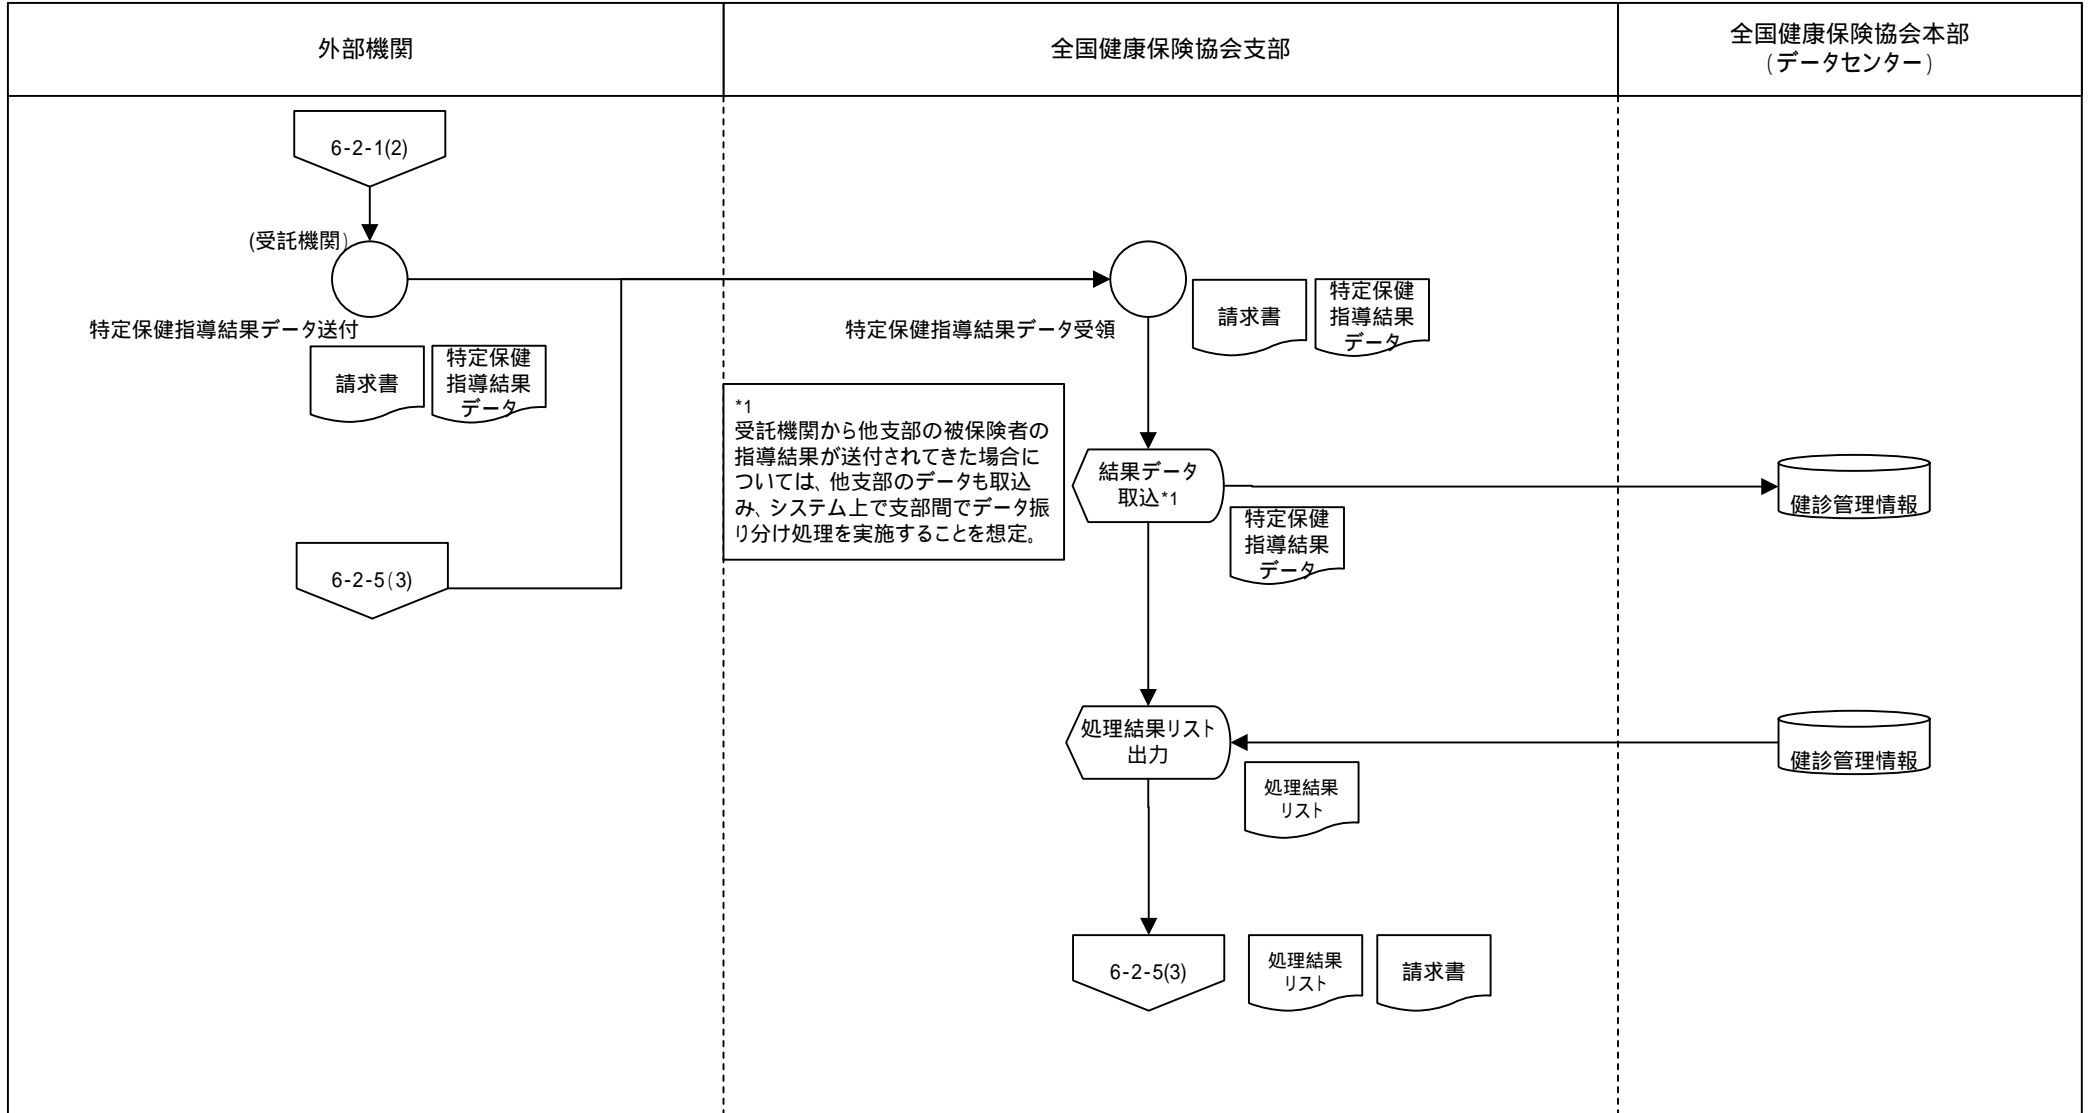 外部機関
全国健康保険協会支部
全国健康保険協会本部
(データセンター)
6-2-1(2)
(受託機関)
特定保健指導結果データ送付
請求書
特定保健
指導結果
データ
6-2-5(3)
特定保健指導結果データ受領
請求書
特定保健
指導結果
データ
*1
受託機関から他支部の被保険者の
指導結果が送付されてきた場合に
ついては、他支部のデータも取込
み、システム上で支部間でデータ振
り分け処理を実施することを想定。
結果データ
取込*1
特定保健
指導結果
データ
健診管理情報
処理結果リスト
出力
処理結果
リスト
健診管理情報
6-2-5(3)
処理結果
リスト
請求書